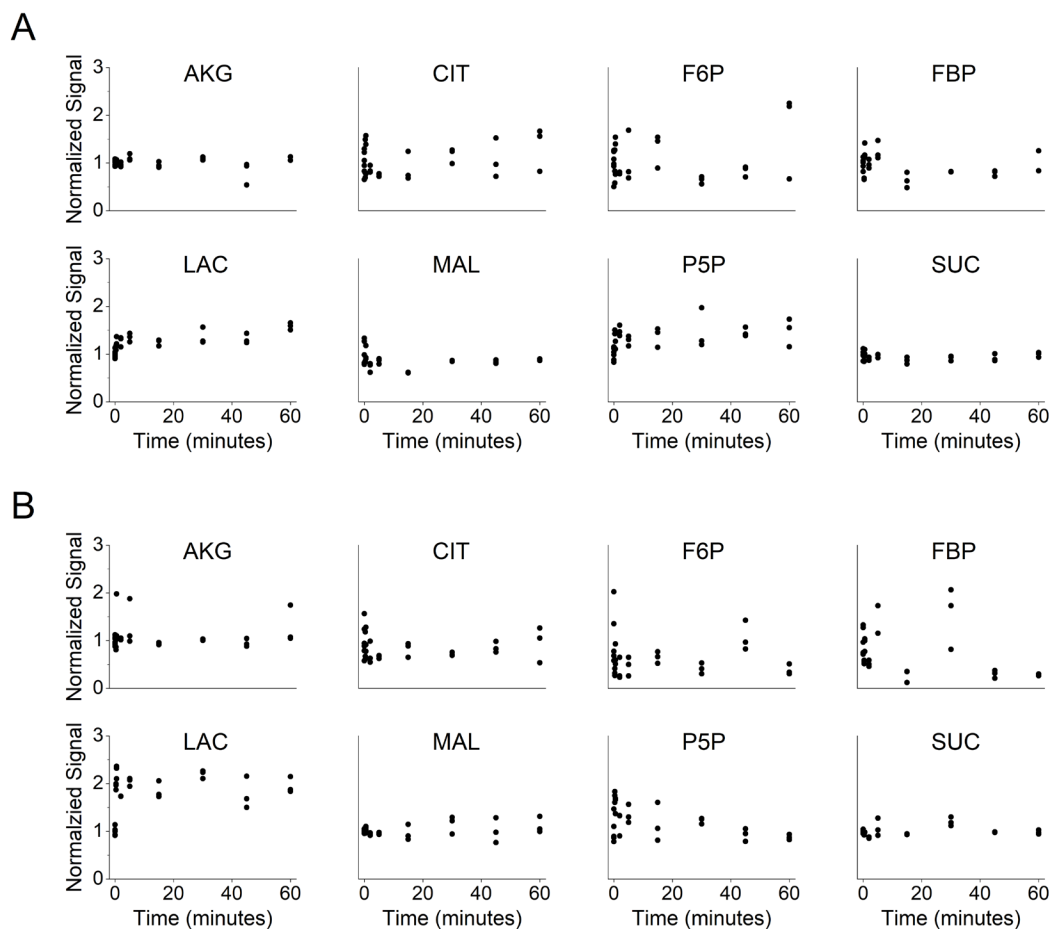 A
AKG CIT F6P FBP
Normalized Signal
3
2
1
0
LAC MAL P5P SUC
Normalized Signal
3
2
1
0
0 20 40 60 0 20 40 60 0 20 40 60 0 20 40 60
Time (minutes) Time (minutes) Time (minutes) Time (minutes)
B
AKG CIT F6P FBP
Normalized Signal
3
2
1
0
LAC MAL P5P SUC
Normalzied Signal
3
2
1
0
0 20 40 60 0 20 40 60 0 20 40 60 0 20 40 60
Time (minutes) Time (minutes) Time (minutes) Time (minutes)